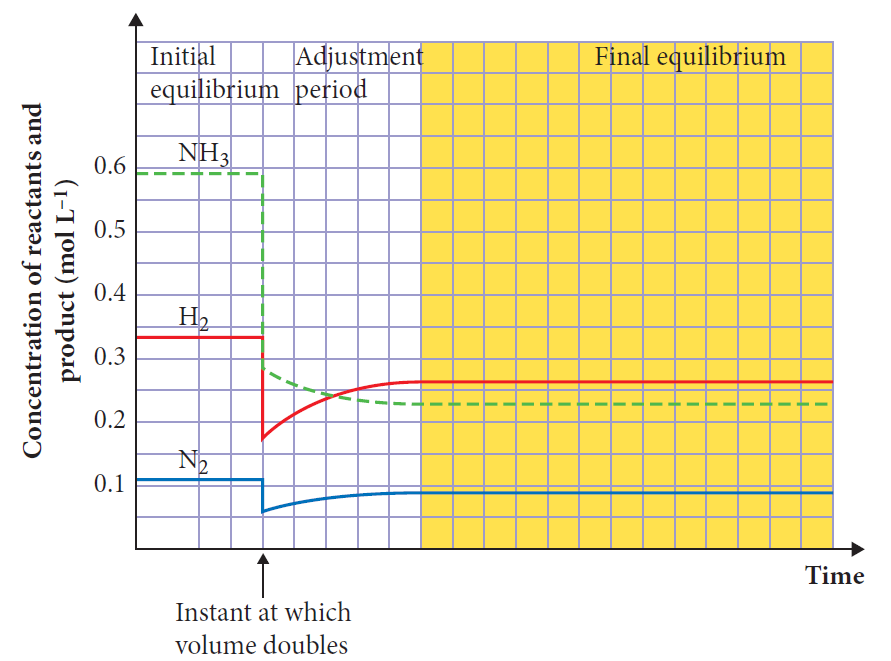 Concentration of reactants and
product (mol L⁻¹)
Initial
equilibrium
Adjustment
period
Final equilibrium
NH₃
H₂
N₂
0.6
0.5
0.4
0.3
0.2
0.1
Time
Instant at which
volume doubles